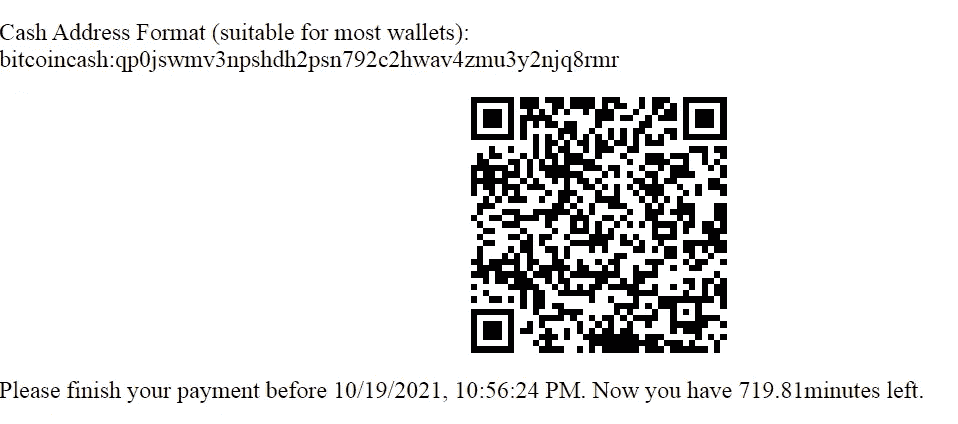 Cash Address Format (suitable for most wallets):
bitcoincash:qp0jswmv3npshdh2psn792c2hwav4zmu3y2njq8rmr
Please finish your payment before 10/19/2021, 10:56:24 PM. Now you have 719.81minutes left.